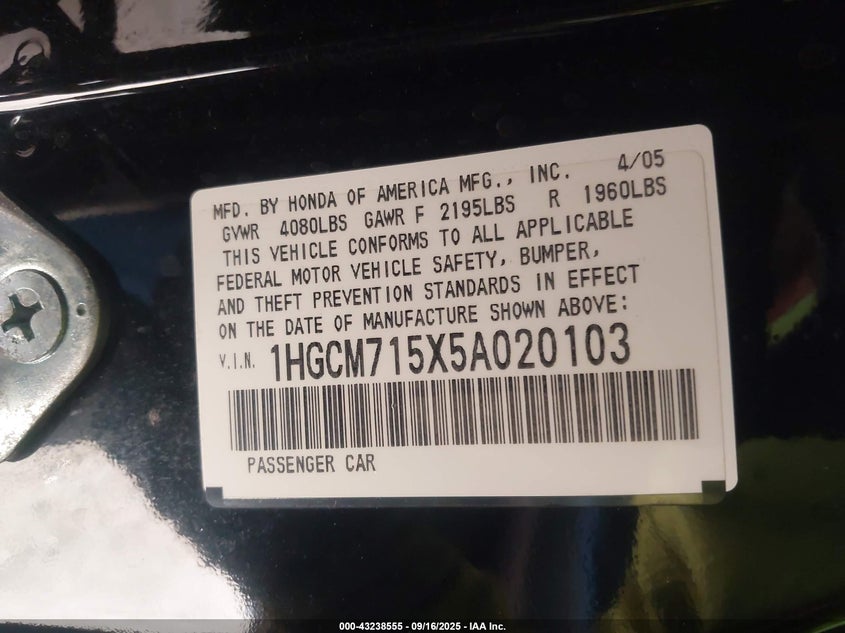 MFD. BY HONDA OF AMERICA MFG., INC. 4/05
GVWR 4080LBS GAWR F 2195LBS R 1960LBS
THIS VEHICLE CONFORMS TO ALL APPLICABLE
FEDERAL MOTOR VEHICLE SAFETY, BUMPER,
AND THEFT PREVENTION STANDARDS IN EFFECT
ON THE DATE OF MANUFACTURE SHOWN ABOVE:
V.I.N. 1HGCM715X5A020103
PASSENGER CAR
000-43238555 - 09/16/2025 - IAA Inc.